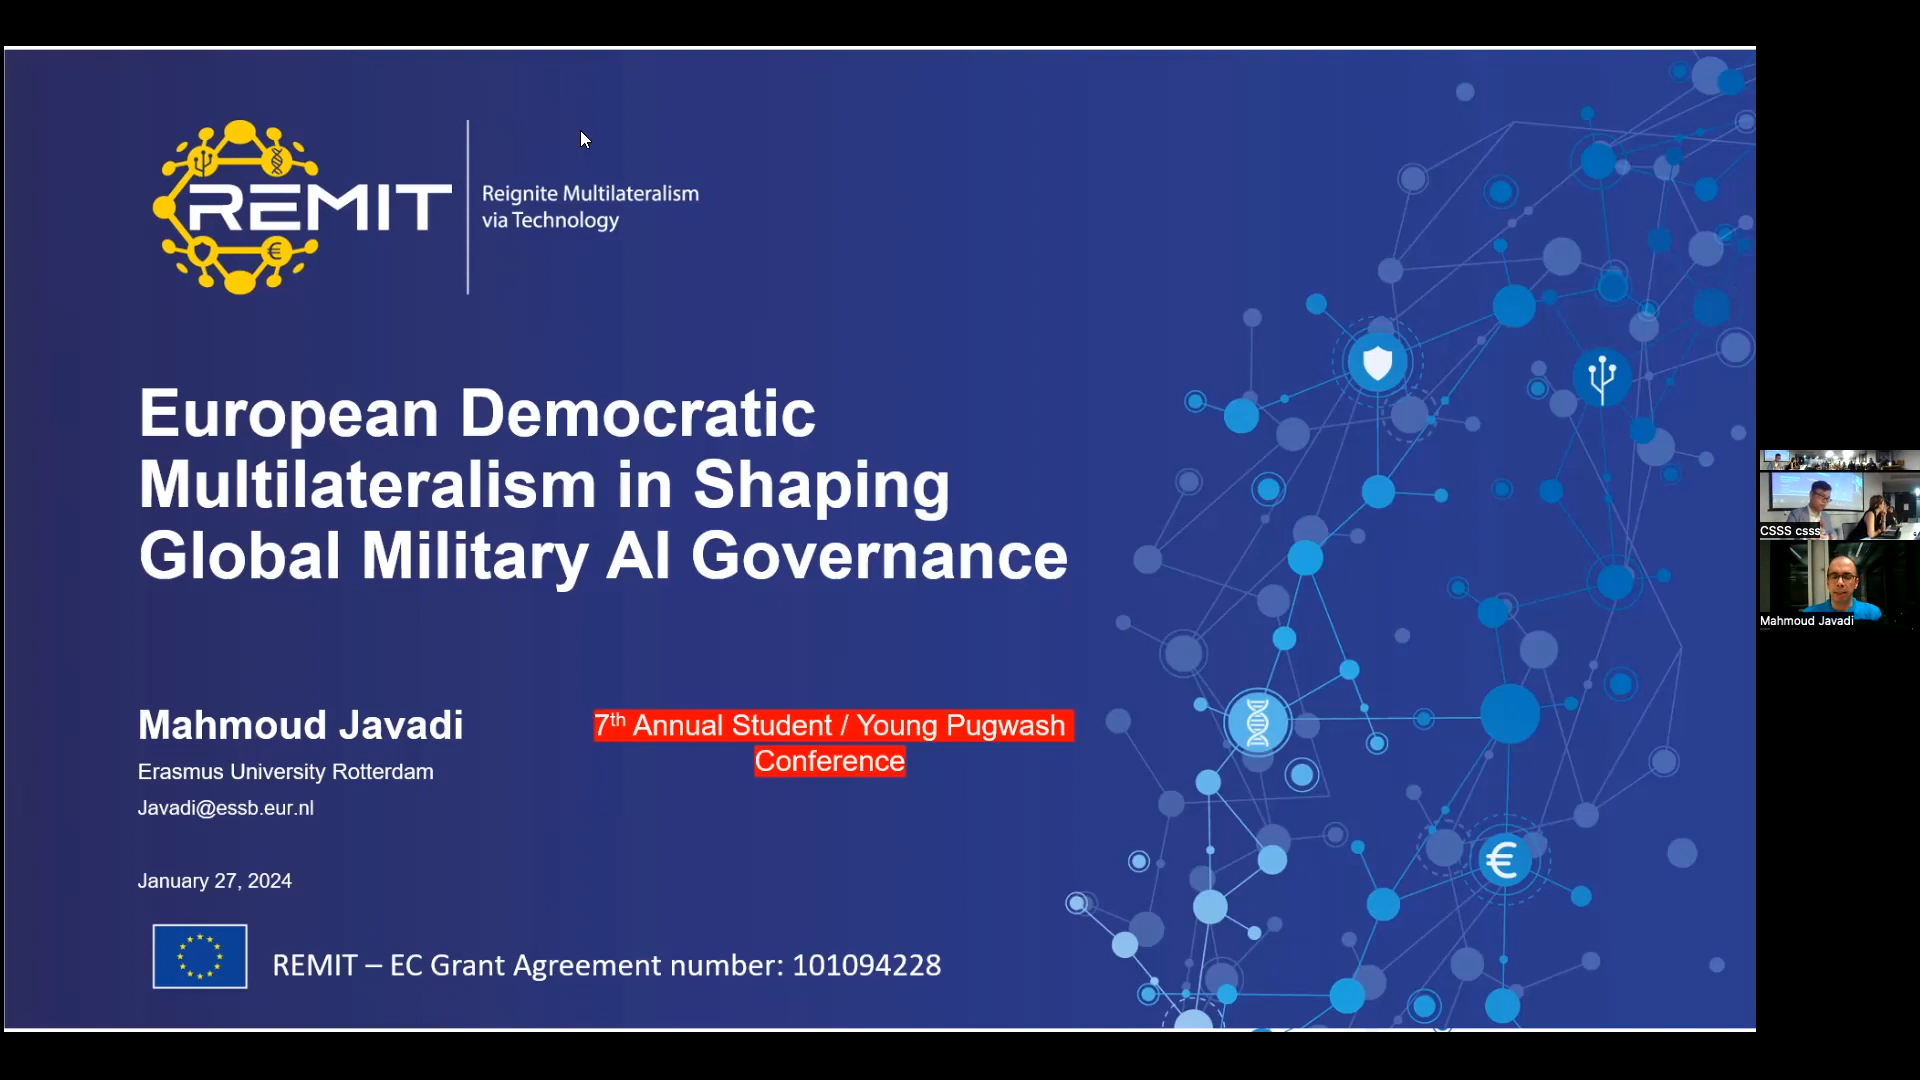 REMIT
Reignite Multilateralism
via Technology
European Democratic
Multilateralism in Shaping
Global Military AI Governance
Mahmoud Javadi
7th Annual Student / Young Pugwash
Conference
Erasmus University Rotterdam
Javadi@essb.eur.nl
January 27, 2024
REMIT – EC Grant Agreement number: 101094228
€
€
CSSS csss
Mahmoud Javadi